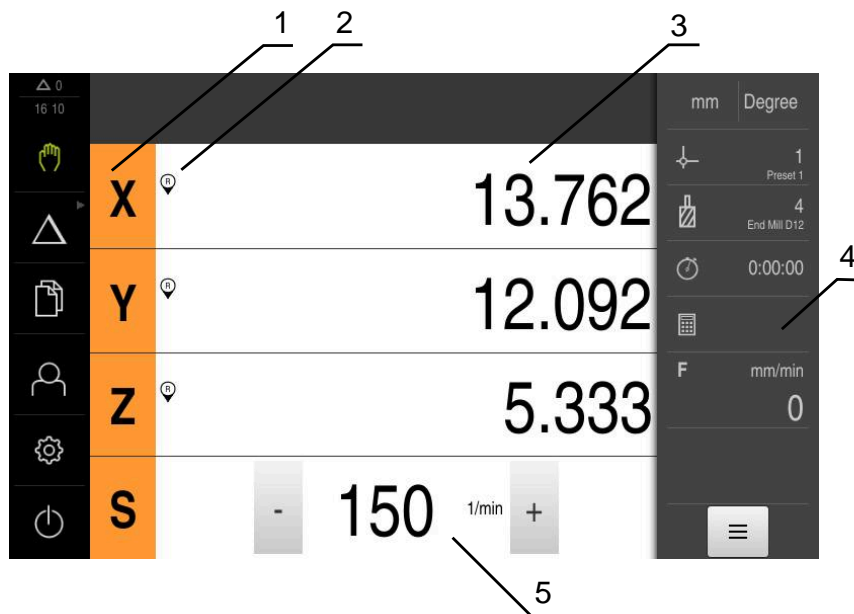 1 2 3
0
16 10
mm Degree
1
Preset 1
X R 13.762
4
End Mill D12
4
0:00:00
Y R 12.092
F mm/min
0
Z R 5.333
S - 150 1/min +
5